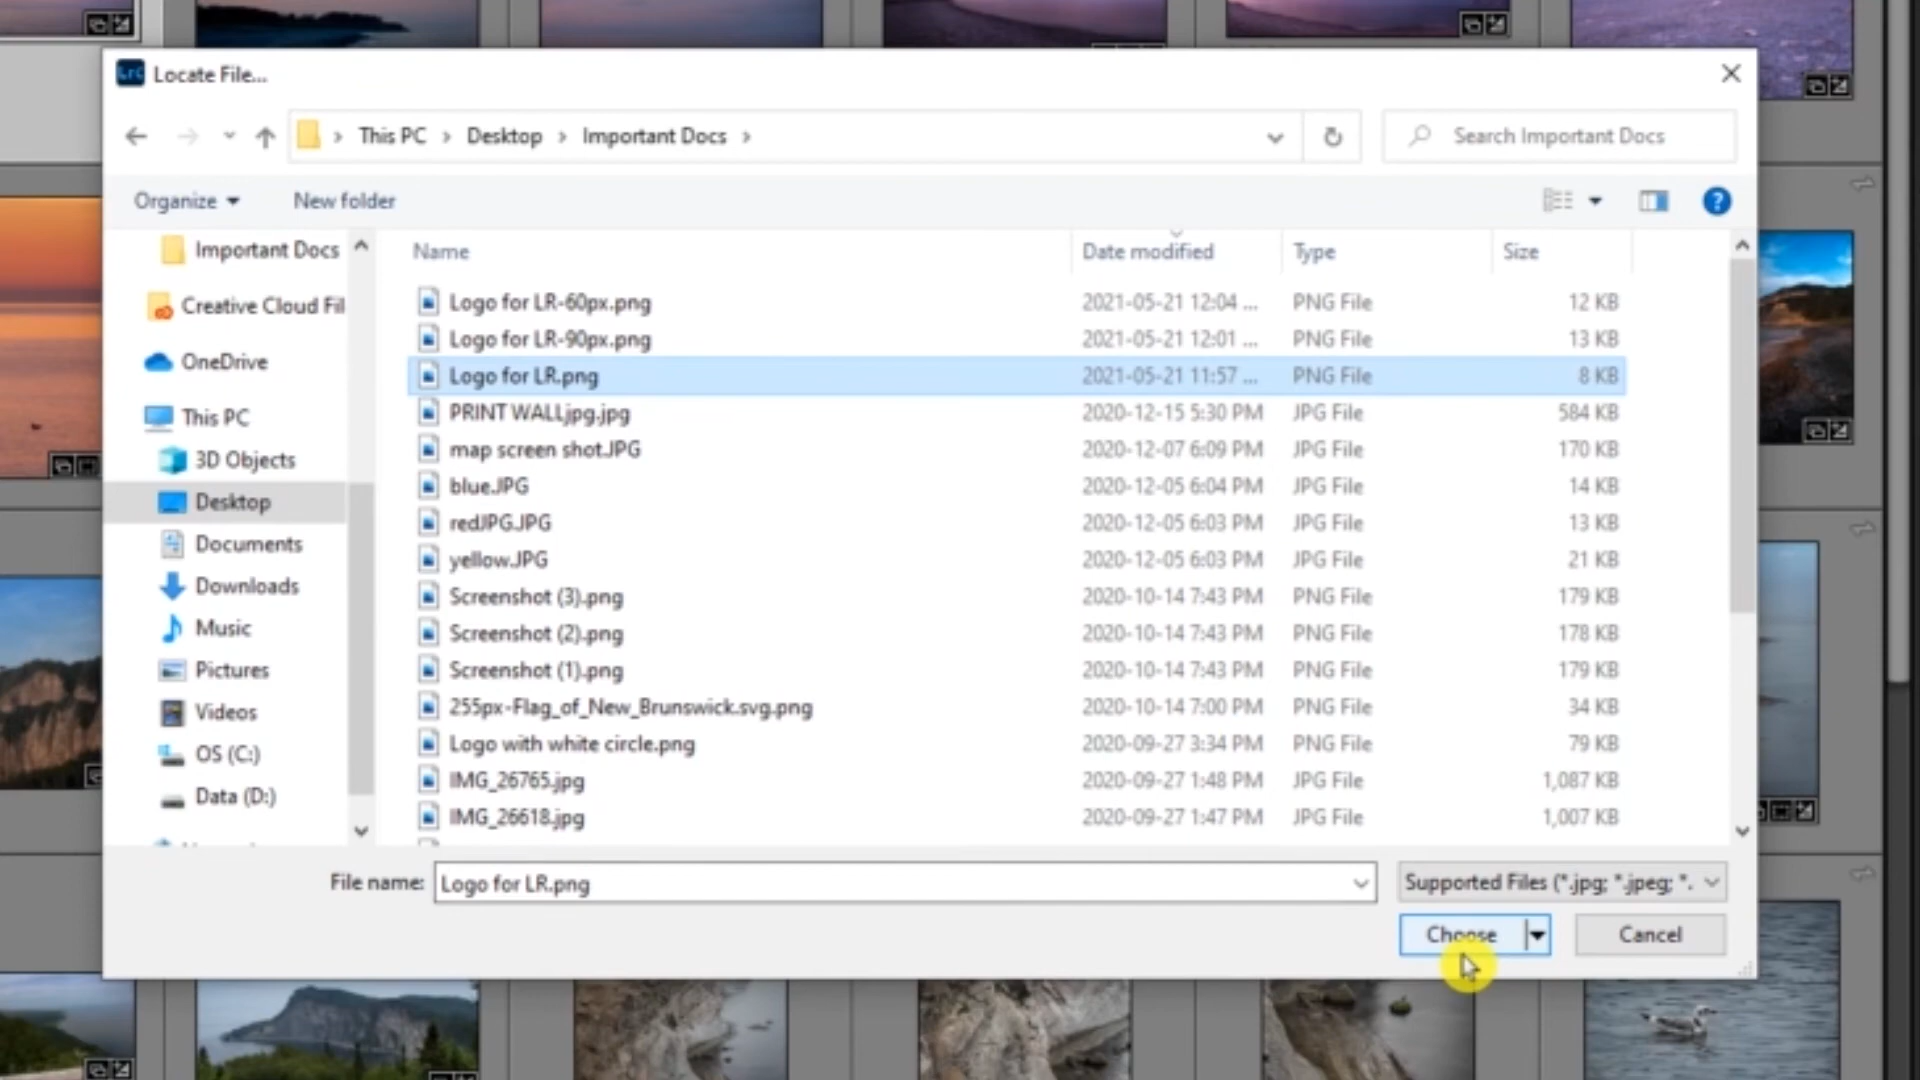 LrC Locate File...
This PC > Desktop > Important Docs >
Search Important Docs
Organize
New folder
Important Docs
Creative Cloud Fil
OneDrive
This PC
3D Objects
Desktop
Documents
Downloads
Music
Pictures
Videos
OS (C:)
Data (D:)
Name Date modified Type Size
Logo for LR-60px.png 2021-05-21 12:04 ... PNG File 12 KB
Logo for LR-90px.png 2021-05-21 12:01 ... PNG File 13 KB
Logo for LR.png 2021-05-21 11:57 ... PNG File 8 KB
PRINT WALLjpg.jpg 2020-12-15 5:30 PM JPG File 584 KB
map screen shot.JPG 2020-12-07 6:09 PM JPG File 170 KB
blue.JPG 2020-12-05 6:04 PM JPG File 14 KB
redJPG.JPG 2020-12-05 6:03 PM JPG File 13 KB
yellow.JPG 2020-12-05 6:03 PM JPG File 21 KB
Screenshot (3).png 2020-10-14 7:43 PM PNG File 179 KB
Screenshot (2).png 2020-10-14 7:43 PM PNG File 178 KB
Screenshot (1).png 2020-10-14 7:43 PM PNG File 179 KB
255px-Flag_of_New_Brunswick.svg.png 2020-10-14 7:00 PM PNG File 34 KB
Logo with white circle.png 2020-09-27 3:34 PM PNG File 79 KB
IMG_26765.jpg 2020-09-27 1:48 PM JPG File 1,087 KB
IMG_26618.jpg 2020-09-27 1:47 PM JPG File 1,007 KB
File name: Logo for LR.png
Supported Files (*.jpg; *.jpeg; *.
Choose
Cancel